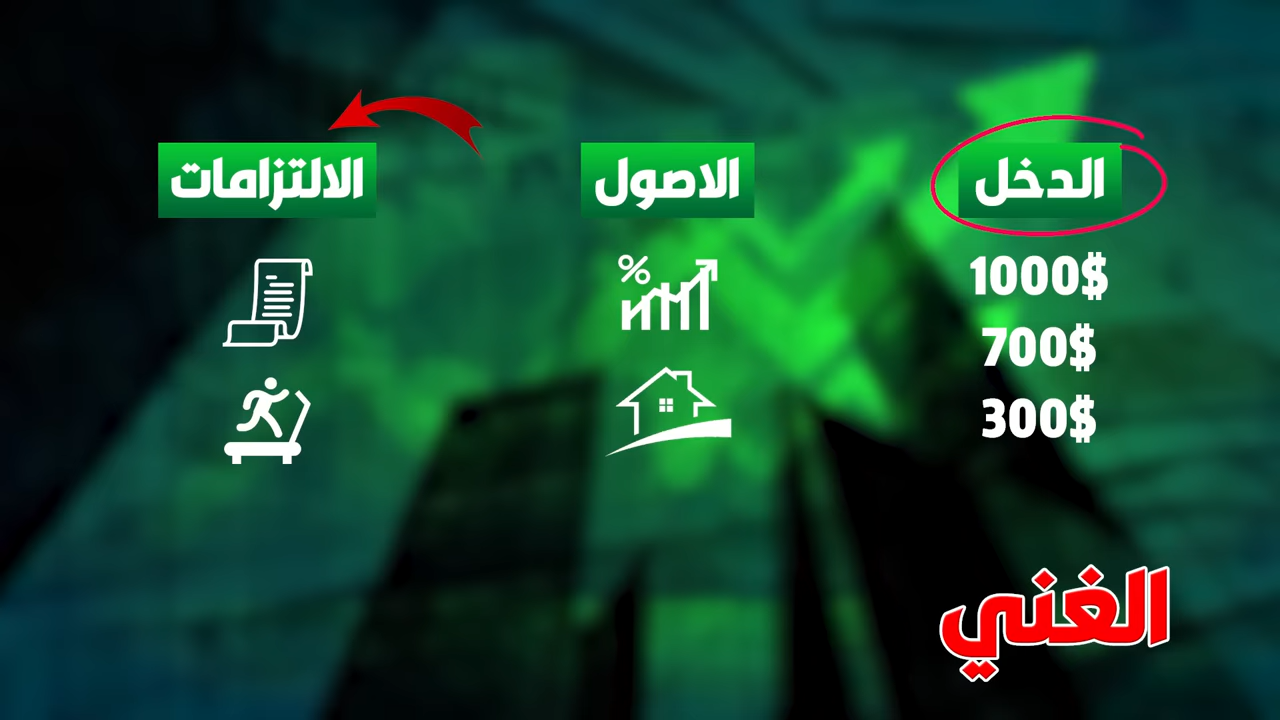 الدخل
الاصول
الالتزامات
1000$
700$
300$
%
الغني